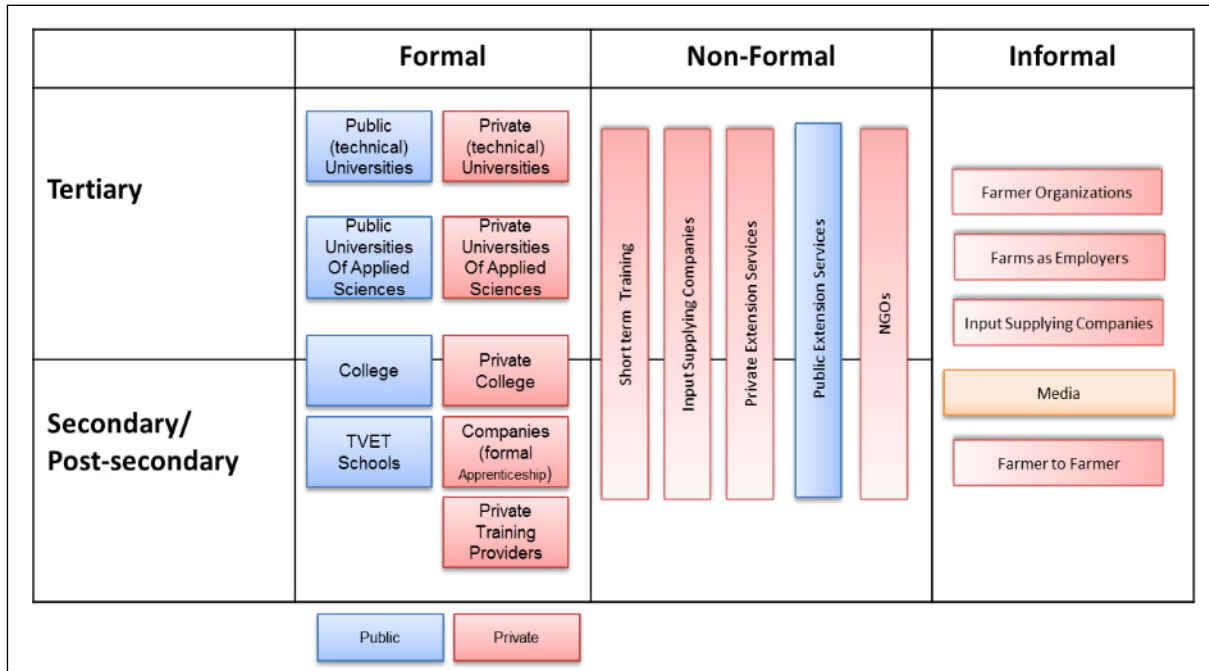 Formal
Non-Formal
Informal
Tertiary
Public
(technical)
Universities
Private
(technical)
Universities
Public
Universities
Of Applied
Sciences
Private
Universities
Of Applied
Sciences
College
Private
College
Secondary/
Post-secondary
TVET
Schools
Companies
(formal
Apprenticeship)
Private
Training
Providers
Short term Training
Input Supplying Companies
Private Extension Services
Public Extension Services
NGOs
Farmer Organizations
Farms as Employers
Input Supplying Companies
Media
Farmer to Farmer
Public
Private